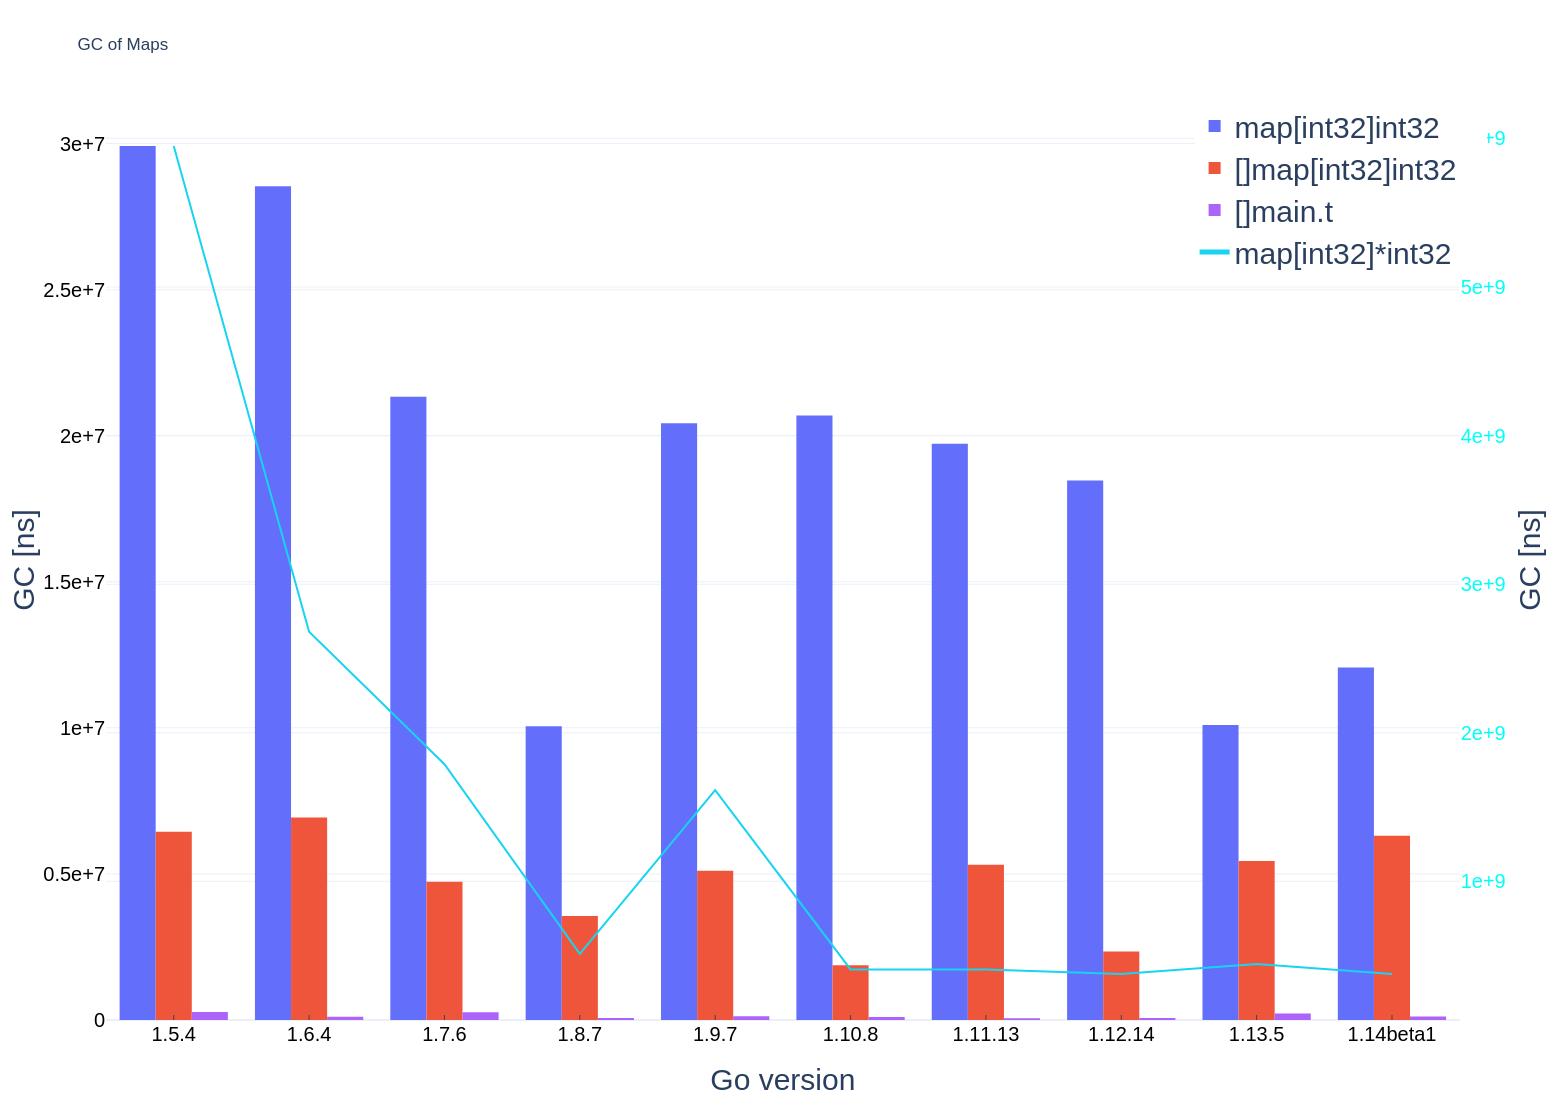 GC of Maps
map[int32]int32
[]map[int32]int32
[]main.t
map[int32]*int32
3e+7
2.5e+7
2e+7
1.5e+7
1e+7
0.5e+7
0
+9
5e+9
4e+9
3e+9
2e+9
1e+9
GC [ns]
GC [ns]
1.5.4
1.6.4
1.7.6
1.8.7
1.9.7
1.10.8
1.11.13
1.12.14
1.13.5
1.14beta1
Go version